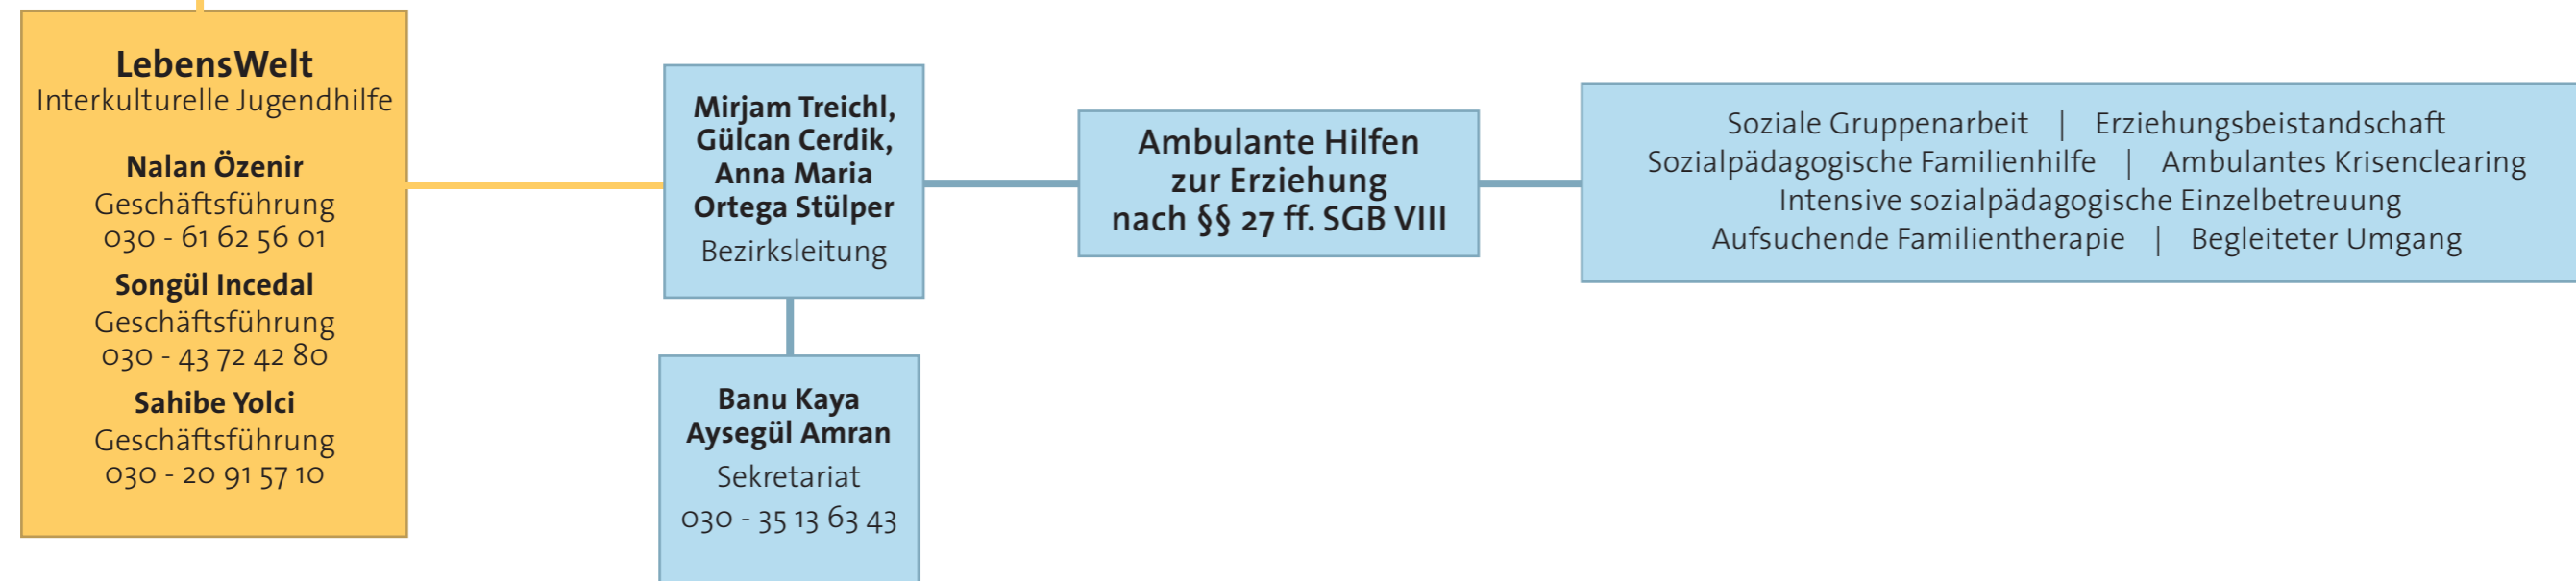 LebensWelt
Interkulturelle Jugendhilfe
Nalan Özenir
Geschäftsführung
030 - 61 62 56 01
Songül Incedal
Geschäftsführung
030 - 43 72 42 80
Sahibe Yolci
Geschäftsführung
030 - 20 91 57 10
Mirjam Treichl,
Gülcan Cerdik,
Anna Maria
Ortega Stülper
Bezirksleitung
Banu Kaya
Aysegül Amran
Sekretariat
030 - 35 13 63 43
Ambulante Hilfen
zur Erziehung
nach §§ 27 ff. SGB VIII
Soziale Gruppenarbeit | Erziehungsbeistandschaft
Sozialpädagogische Familienhilfe | Ambulantes Krisenclearing
Intensive sozialpädagogische Einzelbetreuung
Aufsuchende Familientherapie | Begleiteter Umgang